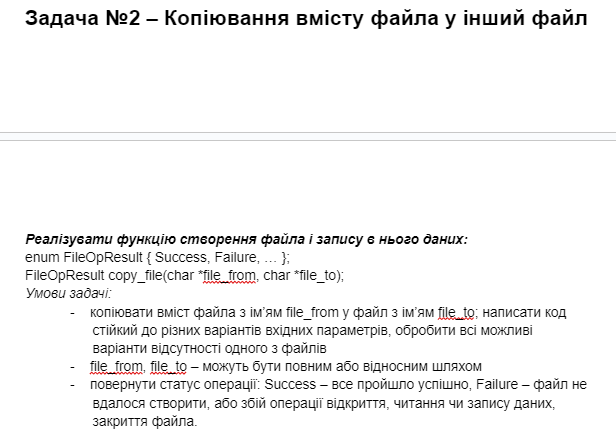 Задача №2 – Копіювання вмісту файла у інший файл
Реалізувати функцію створення файла і запису в нього даних:
enum FileOpResult { Success, Failure, … };
FileOpResult copy_file(char *file_from, char *file_to);
Умови задачі:
- копіювати вміст файла з ім’ям file_from у файл з ім’ям file_to; написати код
стійкий до різних варіантів вхідних параметрів, обробити всі можливі
варіанти відсутності одного з файлів
- file_from, file_to – можуть бути повним або відносним шляхом
- повернути статус операції: Success – все пройшло успішно, Failure – файл не
вдалося створити, або збій операції відкриття, читання чи запису даних,
закриття файла.